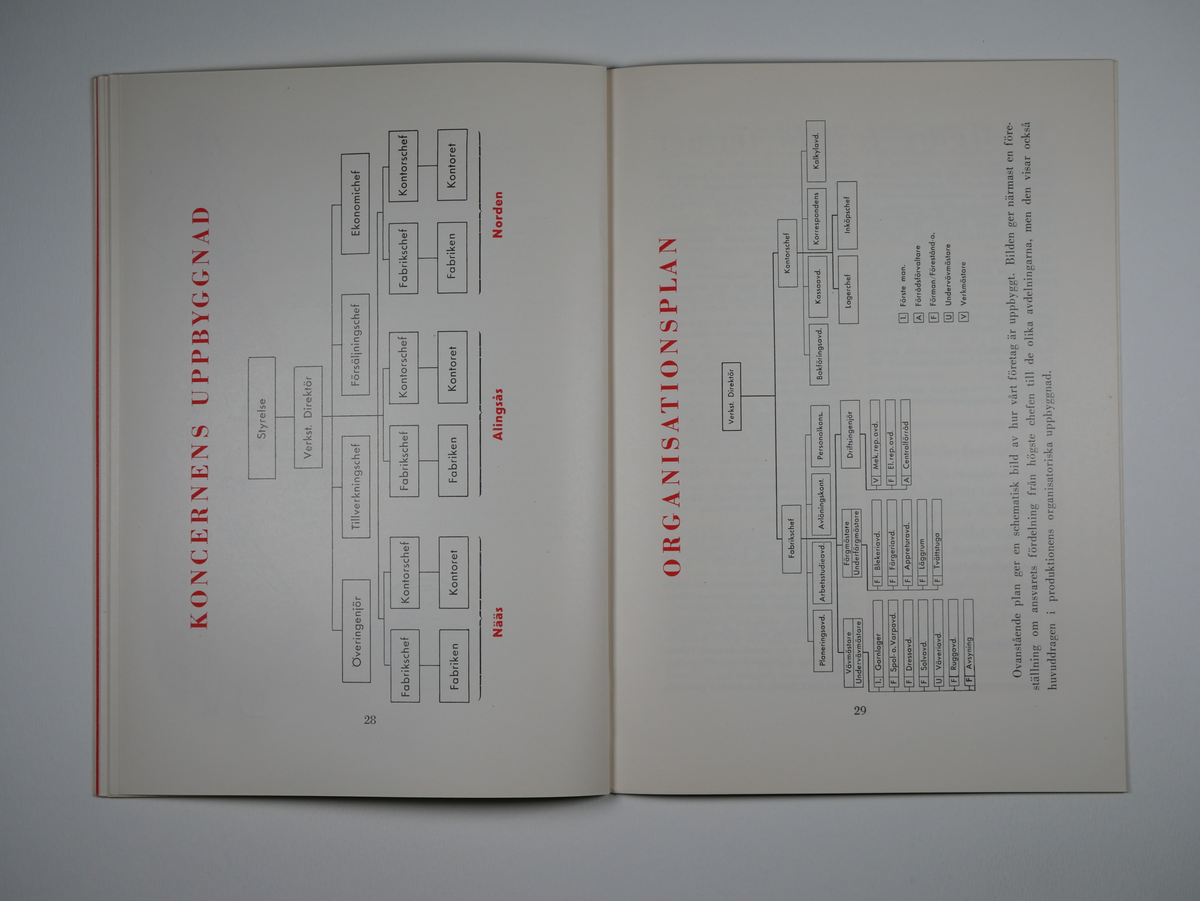 KONCERNENS UPPBYGGNAD
Styrelse
Verkst. Direktör
Överingenjör
Tillverkningschef
Försäljningschef
Ekonomichef
Fabrikschef
Kontorschef
Fabrikschef
Kontorschef
Fabrikschef
Kontorschef
Fabriken
Kontoret
Fabriken
Kontoret
Fabriken
Kontoret
Nääs
Alingsås
Norden
28
ORGANISATIONSPLAN
Verkst. Direktör
Fabrikschef
Kontorschef
Planeringsavd.
Arbetsstudieavd.
Avlöningskont.
Personalkons.
Bokföringsavd.
Kassaavd.
Korrespondens
Kalkylavd.
Vävmästare
Undervävmästare
Färgmästare
Underfärgmästare
Driftsingenjör
Lagerchef
Inköpschef
1. Garnlager
F Spol- o. Varpavd.
F Dressavd.
F Solvavd.
U Väveriavd.
F Ruggavd.
F Avsyning
F Blekeriavd.
F Färgeriavd.
F Appreturavd.
F Läggrum
F Tvättstuga
V Mek. rep. avd.
F El. rep. avd.
A Centralförråd
1. Förste man.
A Förrådsförvaltare
F Förman/Förestånd-a.
U Undervävmästare
V Verkmästare
Ovanstående plan ger en schematisk bild av hur vårt företag är uppbyggt. Bilden ger närmast en före-
ställning om ansvarets fördelning från högste chefen till de olika avdelningarna, men den visar också
huvuddragen i produktionens organisatoriska uppbyggnad.
29